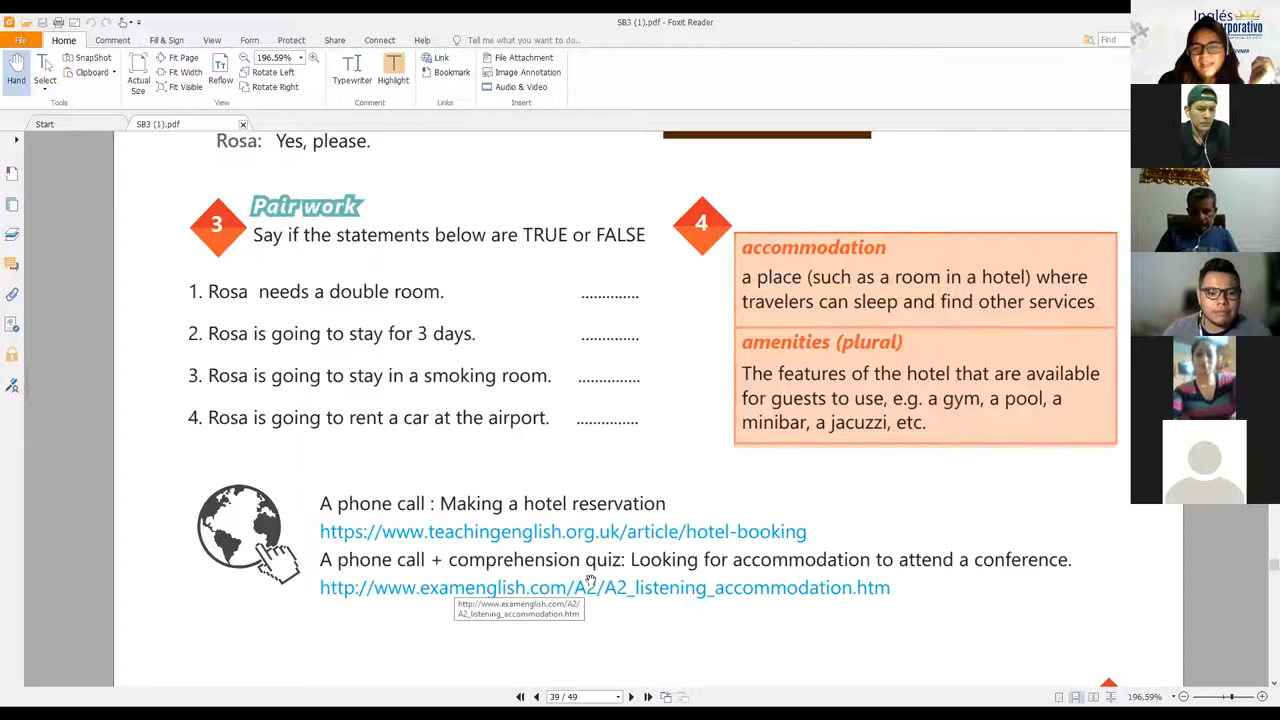 SB3 (1).pdf - Foxit Reader
File Home Comment Fill & Sign View Form Protect Share Connect Help Tell me what you want to do.. Find
Hand
Select
SnapShot
Clipboard
Actual Size
Fit Page
Fit Width
Fit Visible
Reflow
196.59%
Rotate Left
Rotate Right
Typewriter
Highlight
Link
Bookmark
File Attachment
Image Annotation
Audio & Video
Tools View Comment Links Insert
Start SB3 (1).pdf
Rosa: Yes, please.
3 Pair work
Say if the statements below are TRUE or FALSE
1. Rosa needs a double room. ..............
2. Rosa is going to stay for 3 days. ..............
3. Rosa is going to stay in a smoking room. ...............
4. Rosa is going to rent a car at the airport. ...............
4
accommodation
a place (such as a room in a hotel) where
travelers can sleep and find other services
amenities (plural)
The features of the hotel that are available
for guests to use, e.g. a gym, a pool, a
minibar, a jacuzzi, etc.
A phone call : Making a hotel reservation
https://www.teachingenglish.org.uk/article/hotel-booking
A phone call + comprehension quiz: Looking for accommodation to attend a conference.
http://www.examenglish.com/A2/A2_listening_accommodation.htm
http://www.examenglish.com/A2/
A2_listening_accommodation.htm
39 / 49
196.59%
Inglés